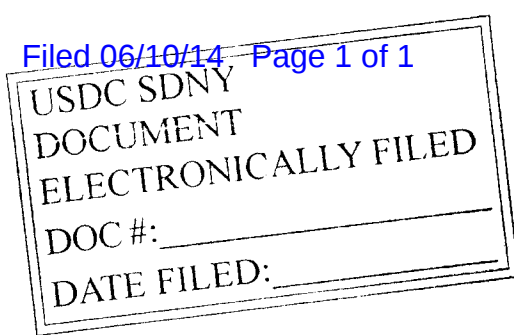 Filed 06/10/14 Page 1 of 1
USDC SDNY
DOCUMENT
ELECTRONICALLY FILED
DOC #:
DATE FILED: